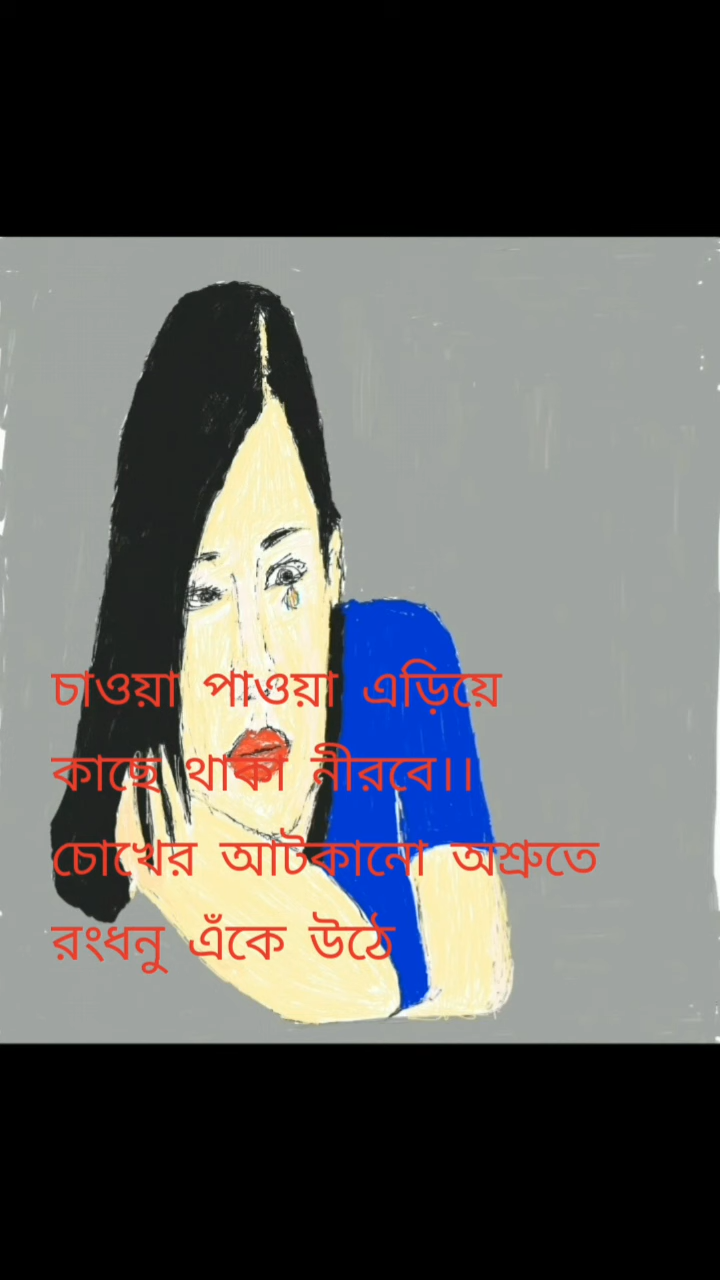 চাওয়া পাওয়া এড়িয়ে
কাছে থাকা নীরবে।।
চোখের আটকানো অশ্রুতে
রংধনু এঁকে উঠে